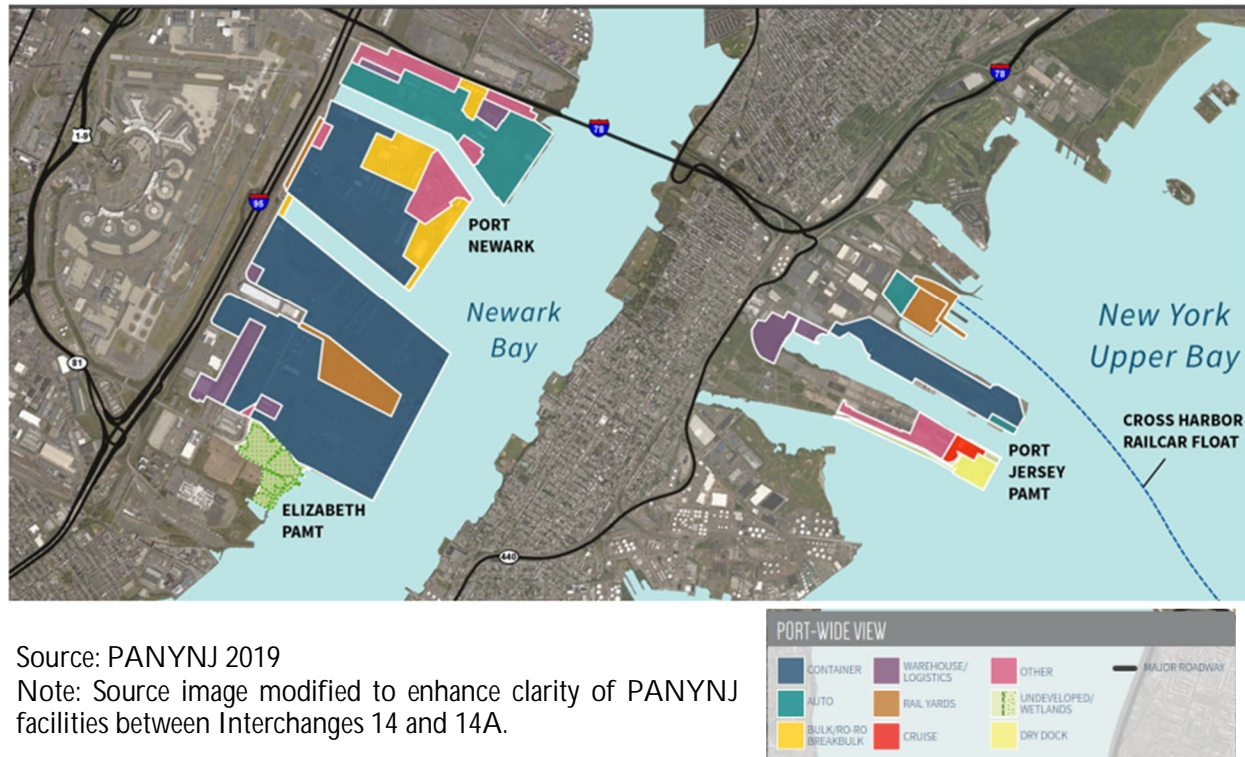 78
1-9
78
95
PORT
NEWARK
Newark
Bay
New York
Upper Bay
81
CROSS HARBOR
RAILCAR FLOAT
PORT
JERSEY
PAMT
ELIZABETH
PAMT
440
Source: PANYNJ 2019
Note: Source image modified to enhance clarity of PANYNJ
facilities between Interchanges 14 and 14A.
PORT-WIDE VIEW
CONTAINER
WAREHOUSE/
LOGISTICS
OTHER
MAJOR ROADWAY
AUTO
RAIL YARDS
UNDEVELOPED/
WETLANDS
BULK/RO-RO
BREAKBULK
CRUISE
DRY DOCK